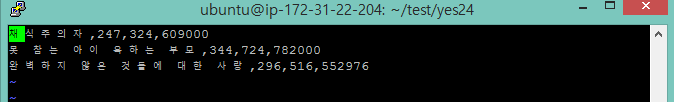 ubuntu@ip-172-31-22-204: ~/test/yes24
채식주의자,247,324,609000
못 참는 아이 욕하는 부모,344,724,782000
완벽하지 않은 것들에 대한 사랑,296,516,552976
~
~